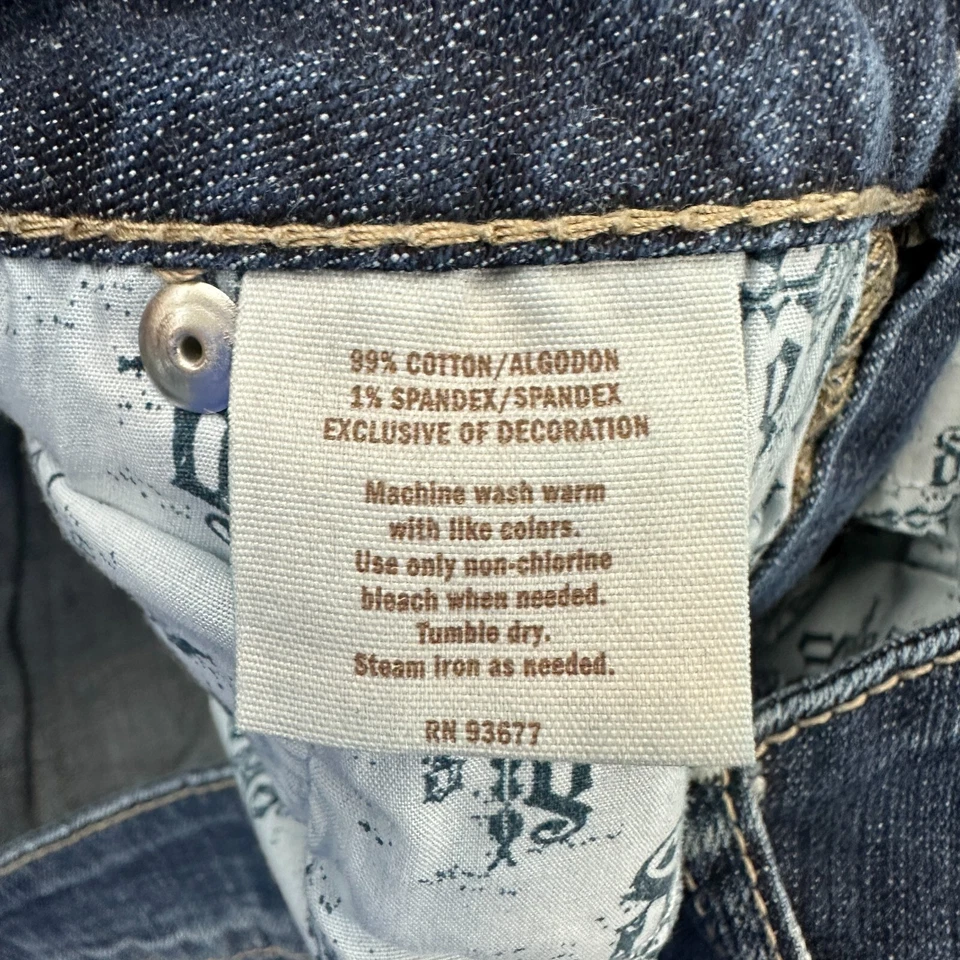 99% COTTON/ALGODON
1% SPANDEX/SPANDEX
EXCLUSIVE OF DECORATION
Machine wash warm
with like colors.
Use only non-chlorine
bleach when needed.
Tumble dry.
Steam iron as needed.
RN 93677